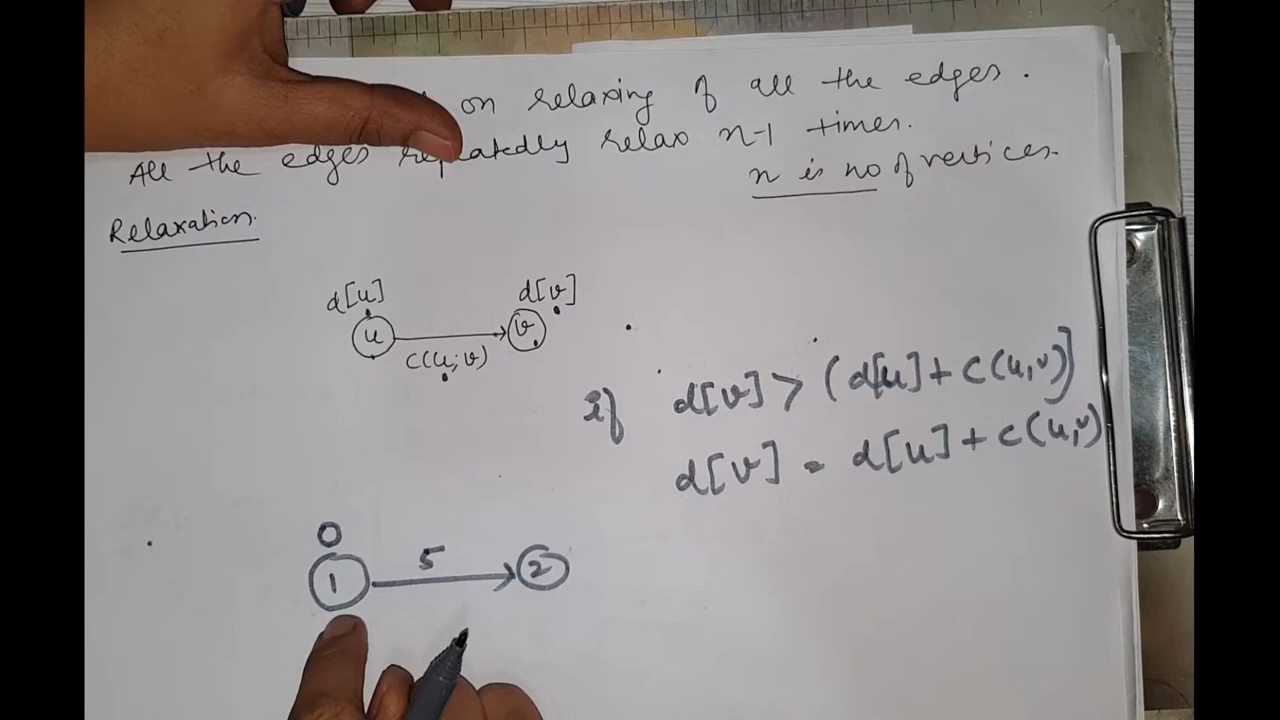 on relaxing of all the edges.
All the edges repeatedly relax n-1 times.
n is no of vertices.
Relaxation.
d[u] d[v]
u v
C(u,v)
if d[v] > (d[u] + C(u,v)]
d[v] = d[u] + C(u,v)
0
5
1 2